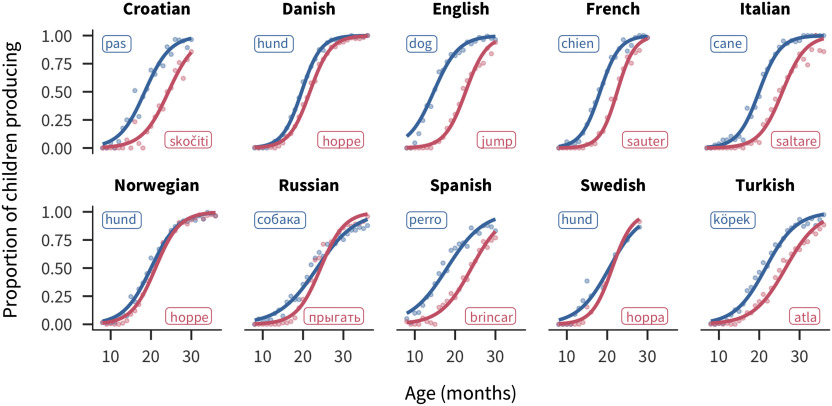 Croatian Danish English French Italian
Proportion of children producing
1.00
0.75
0.50
0.25
0.00
pas
skočiti
hund
hoppe
dog
jump
chien
sauter
cane
saltare
Norwegian Russian Spanish Swedish Turkish
1.00
0.75
0.50
0.25
0.00
hund
hoppe
собака
прыгать
perro
brincar
hund
hoppa
köpek
atla
10 20 30 10 20 30 10 20 30 10 20 30 10 20 30
Age (months)